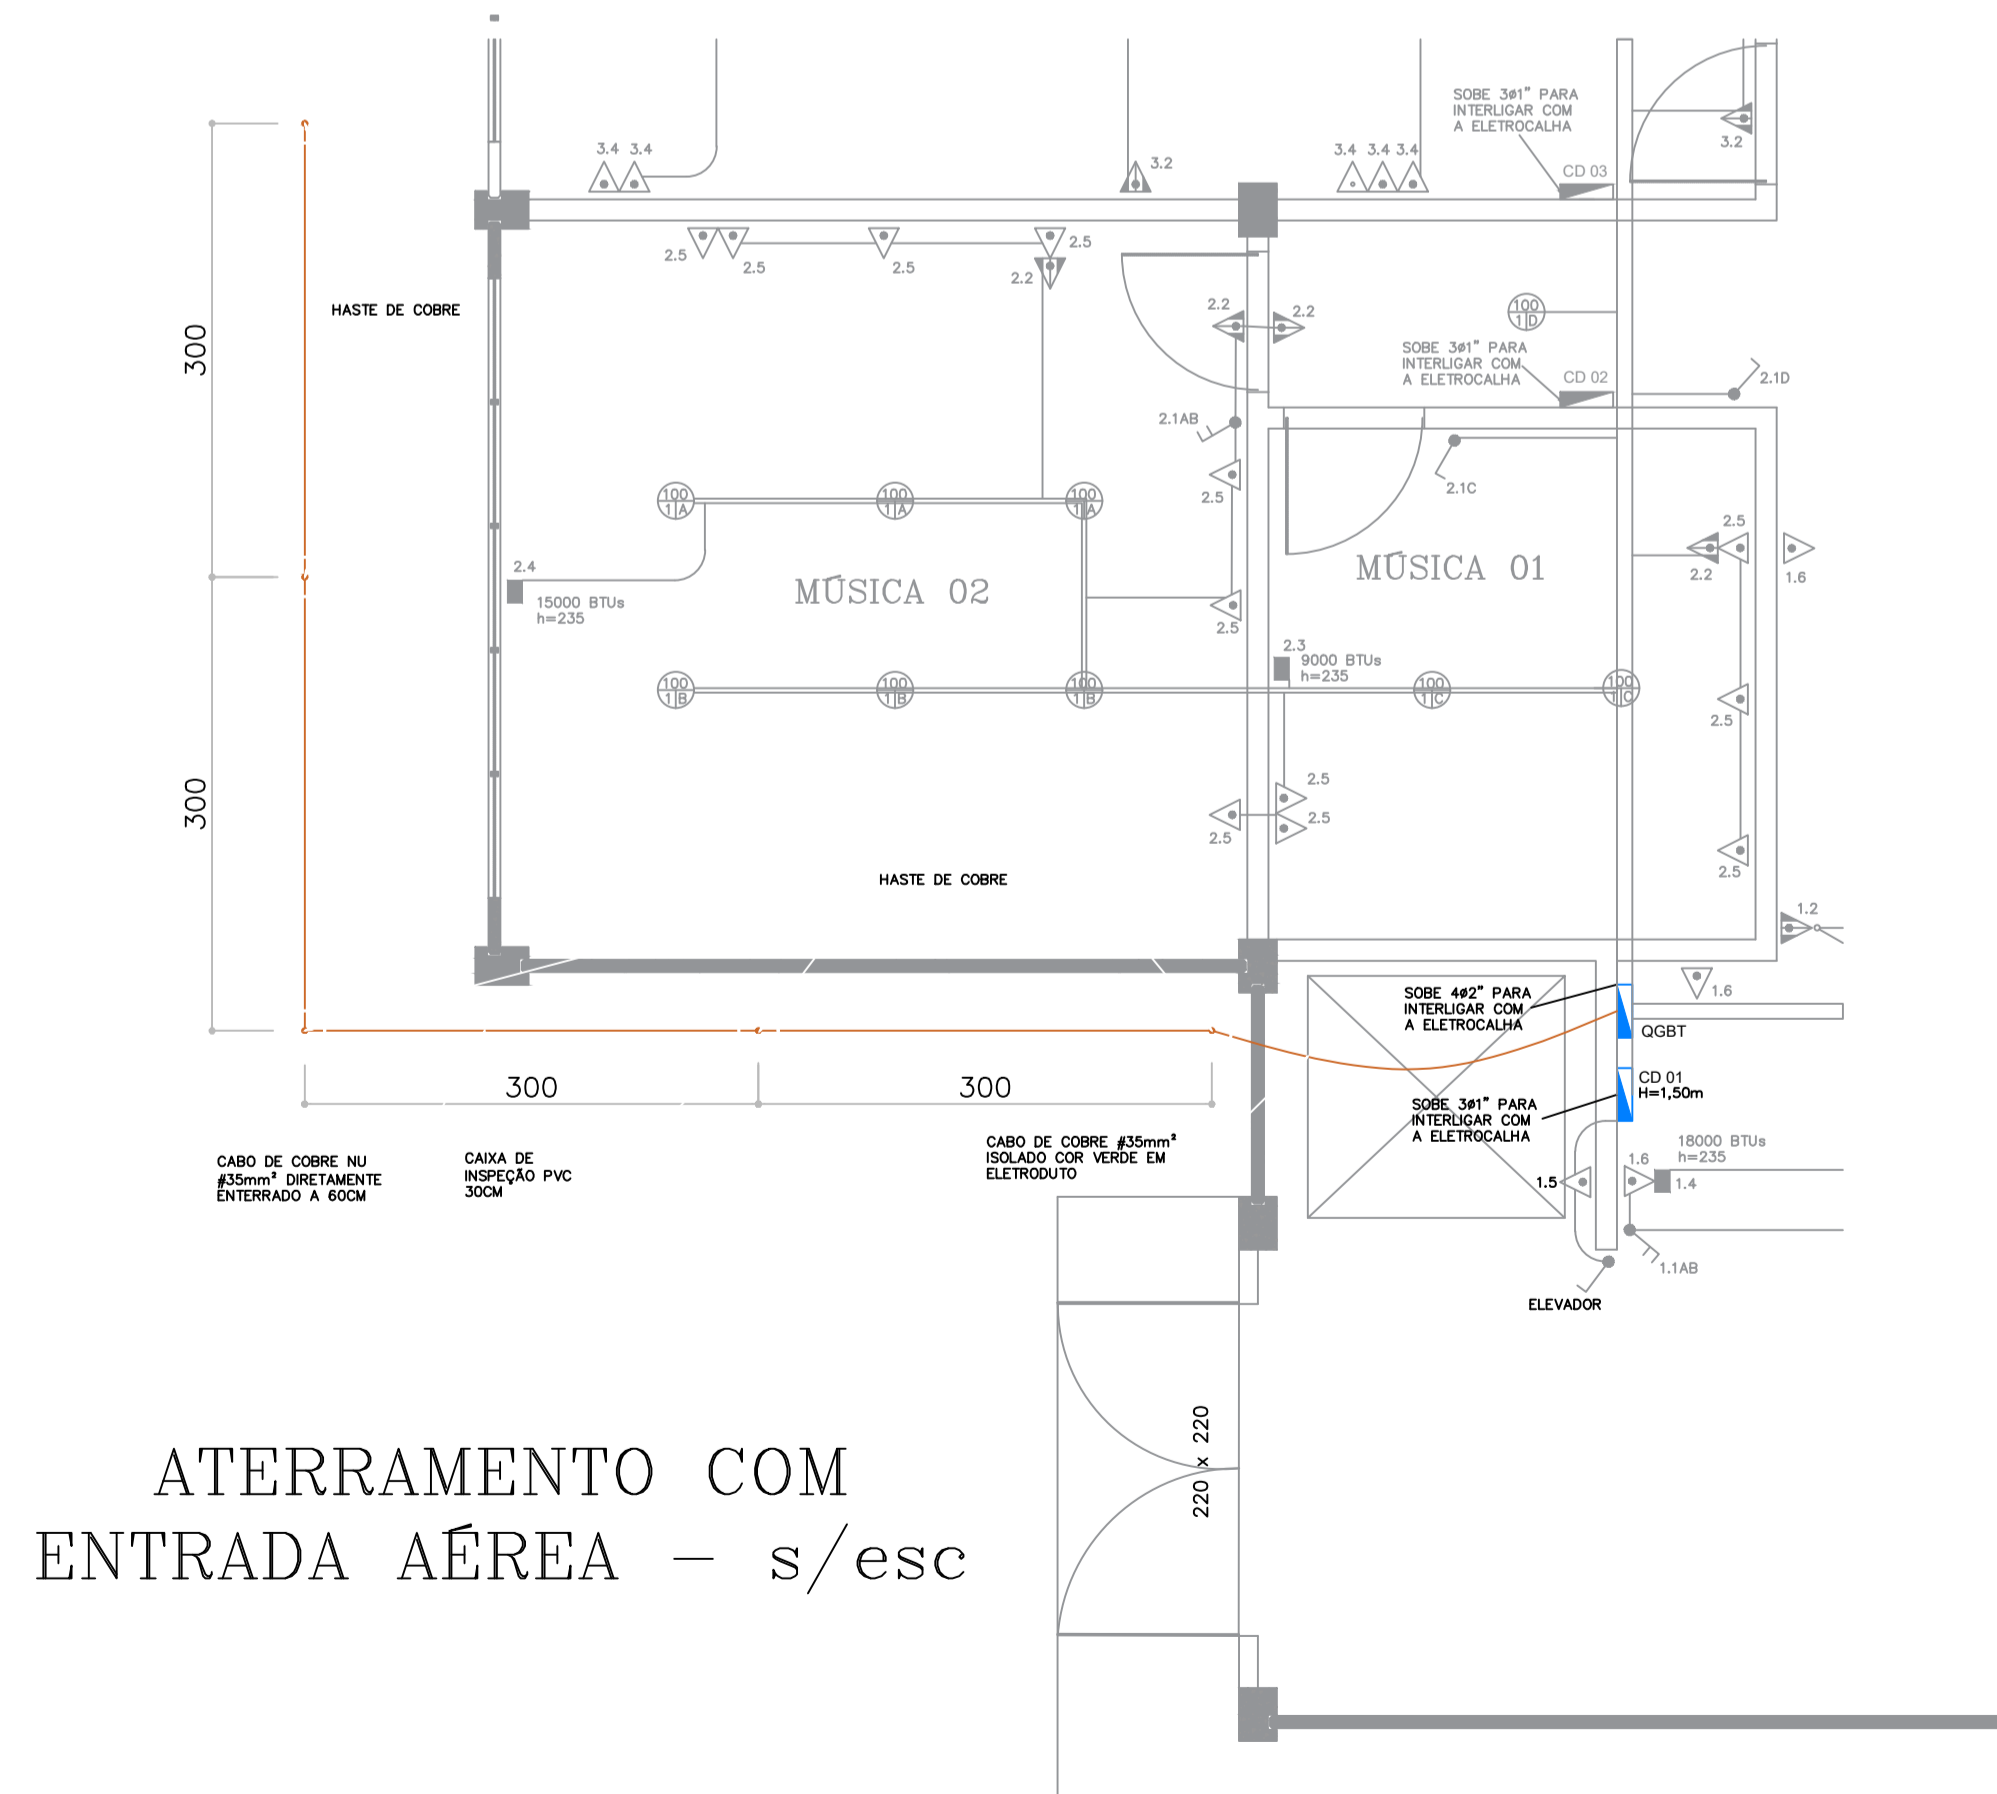 SOBE 3ø1" PARA
INTERLIGAR COM
A ELETROCALHA
3.4 3.4
3.2
3.4 3.4 3.4
CD 03
3.2
2.5
2.5
2.5
2.5
2.2
HASTE DE COBRE
2.2
2.2
100
1 D
300
SOBE 3ø1" PARA
INTERLIGAR COM
A ELETROCALHA
CD 02
2.1D
2.1AB
2.5
2.1C
100
1 A
100
1 A
100
1 A
2.5
2.2
1.6
2.4
15000 BTUs
h=235
MÚSICA 02
MÚSICA 01
2.5
2.3
9000 BTUs
h=235
100
1 B
100
1 B
100
1 B
100
1 C
100
1 C
2.5
300
2.5
2.5
2.5
2.5
HASTE DE COBRE
1.2
SOBE 4ø2" PARA
INTERLIGAR COM
A ELETROCALHA
1.6
QGBT
300
300
CD 01
H=1,50m
SOBE 3ø1" PARA
INTERLIGAR COM
A ELETROCALHA
CABO DE COBRE NU
#35mm² DIRETAMENTE
ENTERRADO A 60CM
CAIXA DE
INSPEÇÃO PVC
30CM
CABO DE COBRE #35mm²
ISOLADO COR VERDE EM
ELETRODUTO
18000 BTUs
h=235
1.6
1.5
1.4
1.1AB
ELEVADOR
220 x 220
ATERRAMENTO COM
ENTRADA AÉREA - s/esc